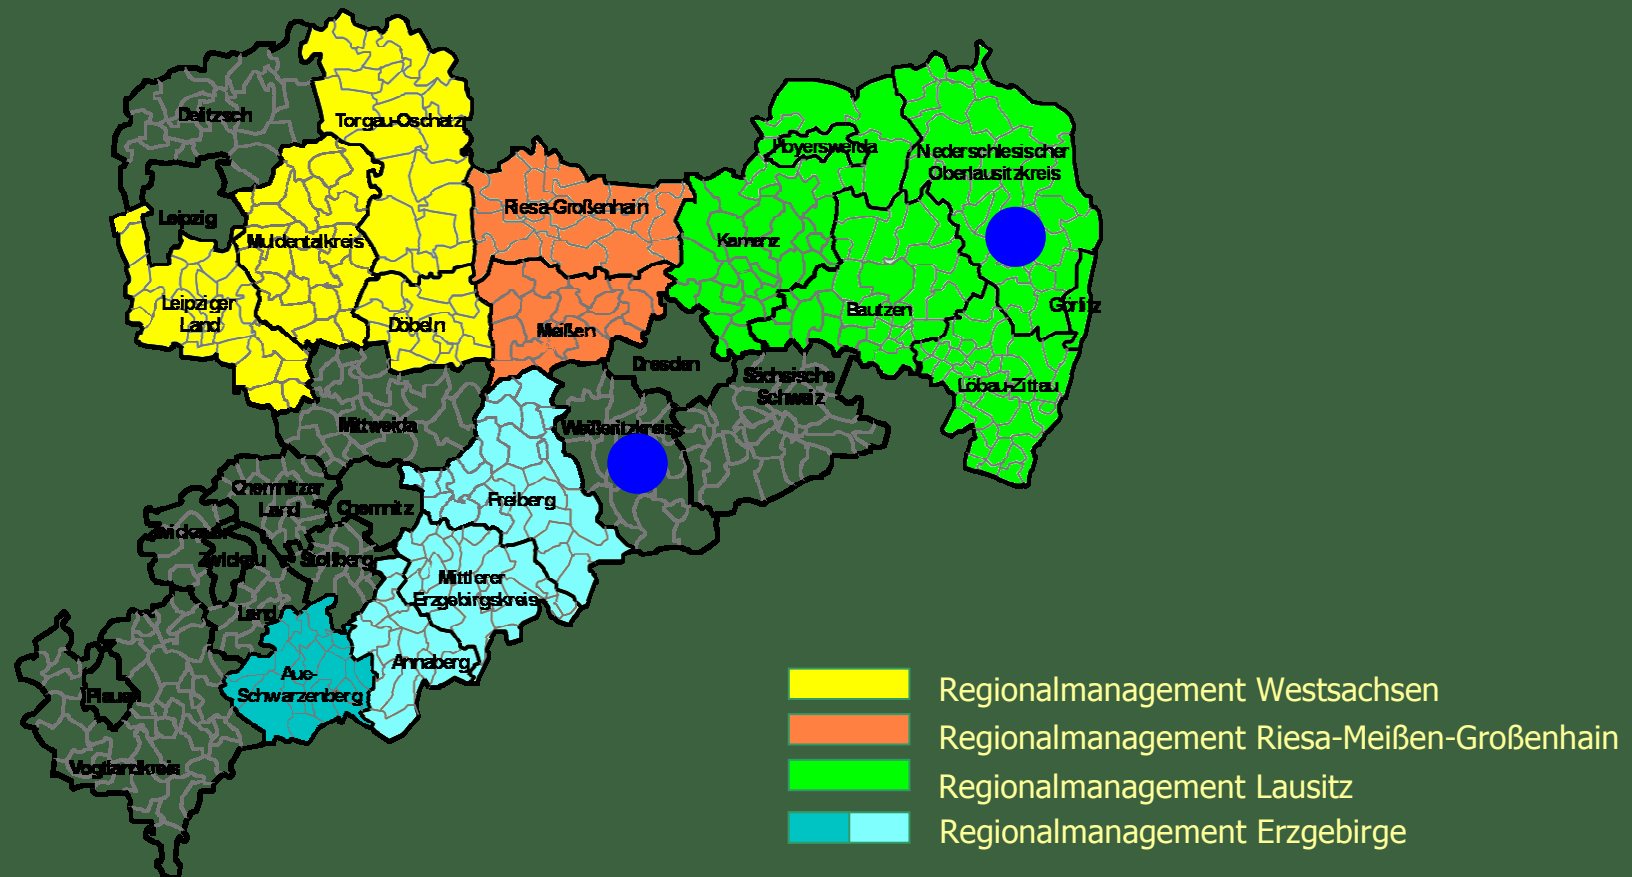 Delitzsch
Torgau-Oschatz
Leipzig
Muldentalkreis
Leipziger
Land
Döbeln
Riesa-Großenhain
Meißen
Hoyerswerda
Niederschlesischer
Oberlausitzkreis
Kamenz
Bautzen
Görlitz
Löbau-Zittau
Dresden
Sächsische
Schweiz
Weißeritzkreis
Mittweida
Freiberg
Chemnitzer
Land
Chemnitz
Zwickauer
Zwickau
Stollberg
Land
Mittlerer
Erzgebirgskreis
Annaberg
Aue-
Schwarzenberg
Plauen
Vogtlandkreis
Regionalmanagement Westsachsen
Regionalmanagement Riesa-Meißen-Großenhain
Regionalmanagement Lausitz
Regionalmanagement Erzgebirge